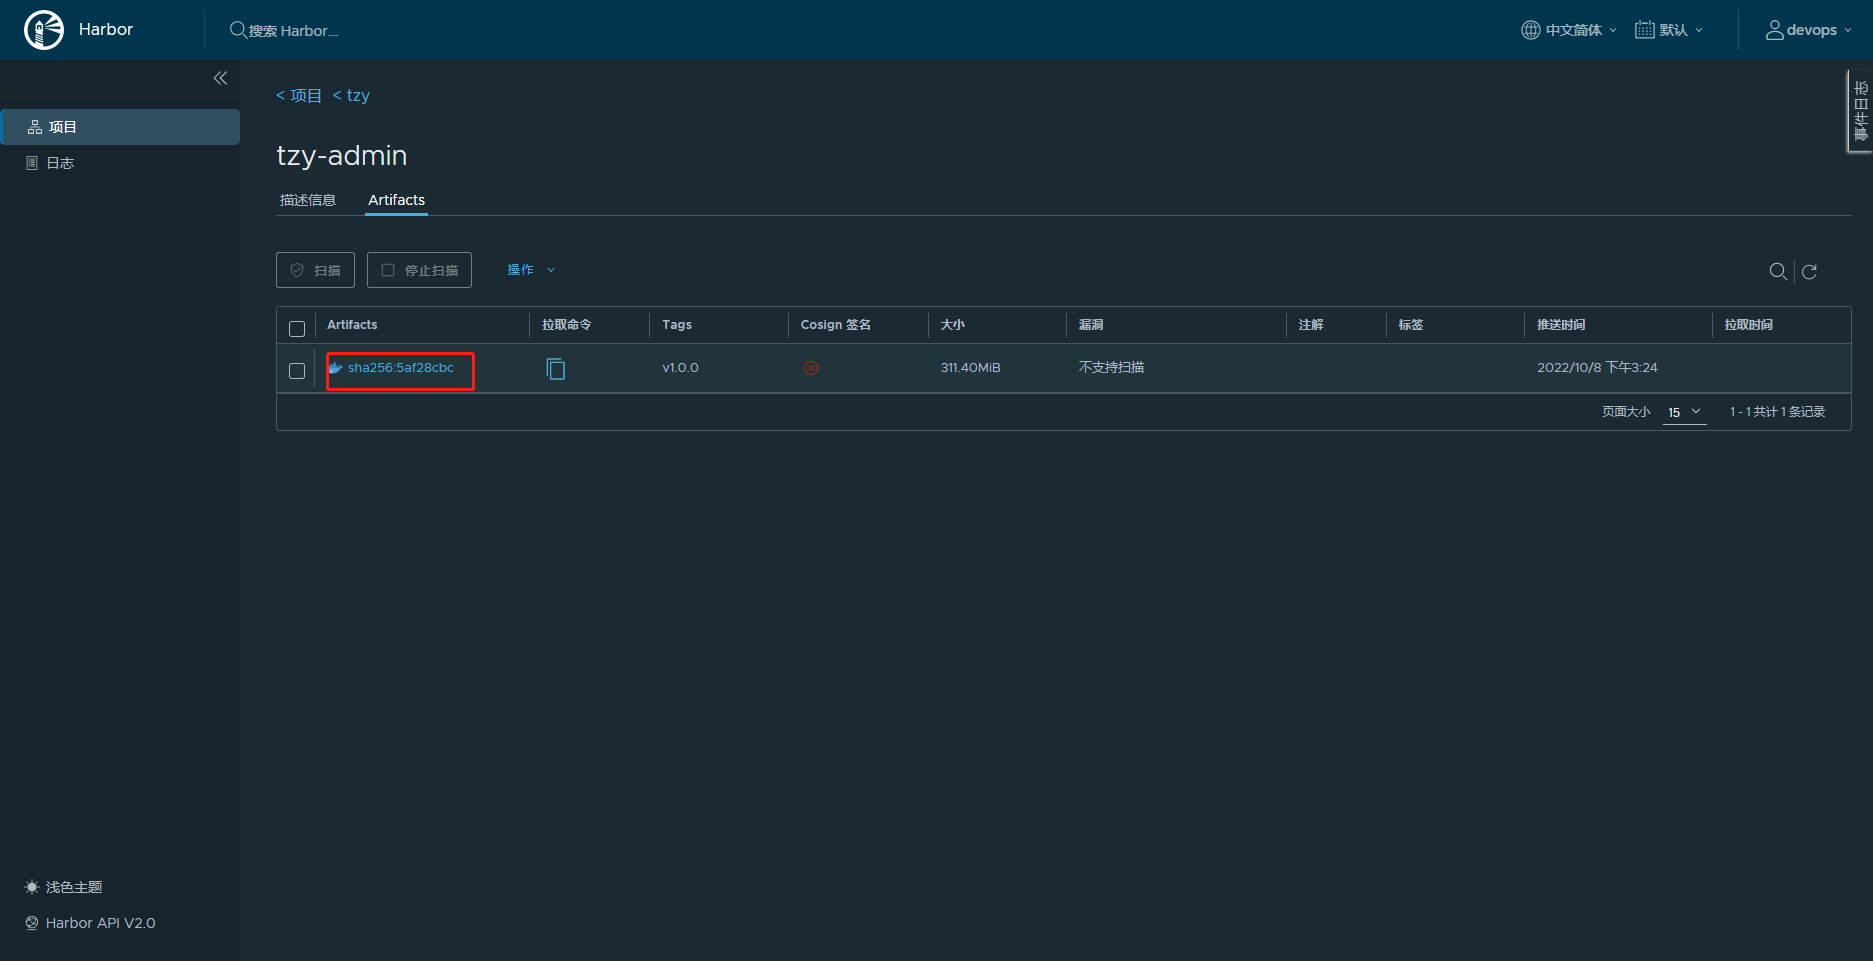 Harbor
搜索 Harbor...
中文简体
默认
devops
事件日志
项目
日志
< 项目 < tzy
tzy-admin
描述信息 Artifacts
扫描 停止扫描 操作
Artifacts 拉取命令 Tags Cosign 签名 大小 漏洞 注解 标签 推送时间 拉取时间
sha256:5af28cbc v1.0.0 311.40MiB 不支持扫描 2022/10/8 下午3:24
页面大小 15 1 - 1 共计 1 条记录
浅色主题
Harbor API V2.0